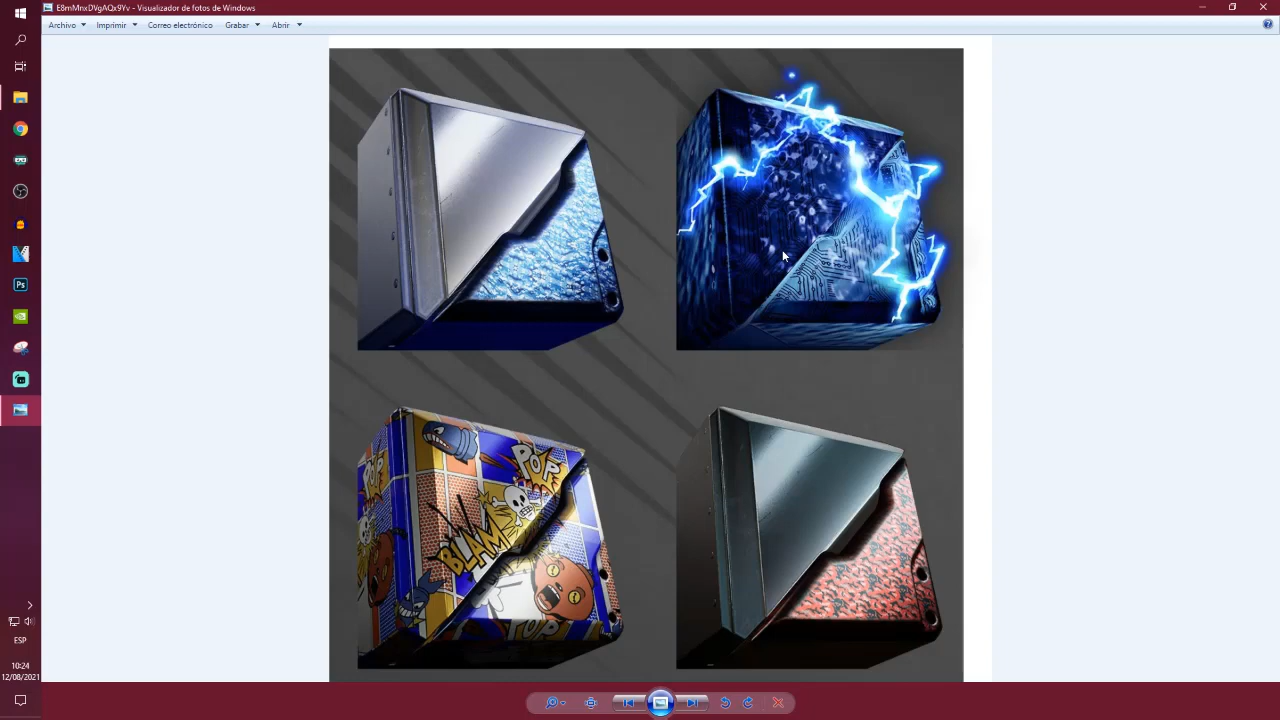 E8mMnxDVgAQx9Yv - Visualizador de fotos de Windows
Archivo Imprimir Correo electrónico Grabar Abrir
POP
POP
BLAM
POP
Ps
ESP
10:24
12/08/2021